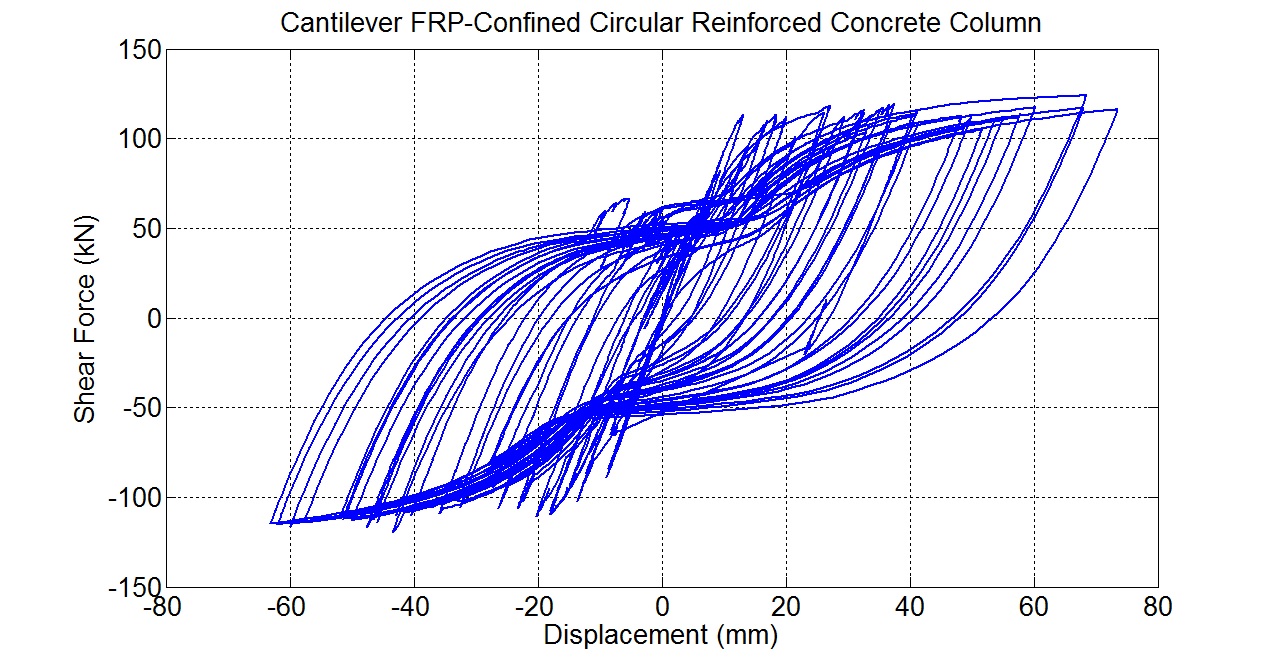 Cantilever FRP-Confined Circular Reinforced Concrete Column
150
100
50
0
-50
-100
-150
Shear Force (kN)
-80 -60 -40 -20 0 20 40 60 80
Displacement (mm)